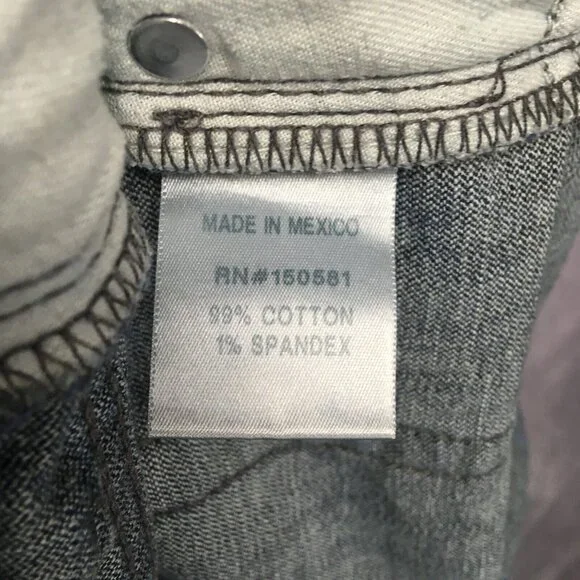 MADE IN MEXICO
RN#150581
99% COTTON
1% SPANDEX